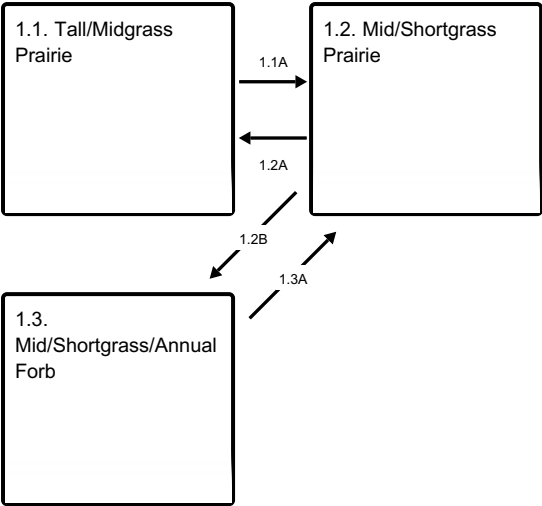 1.1. Tall/Midgrass
Prairie
1.1A
1.2. Mid/Shortgrass
Prairie
1.2A
1.2B
1.3A
1.3.
Mid/Shortgrass/Annual
Forb